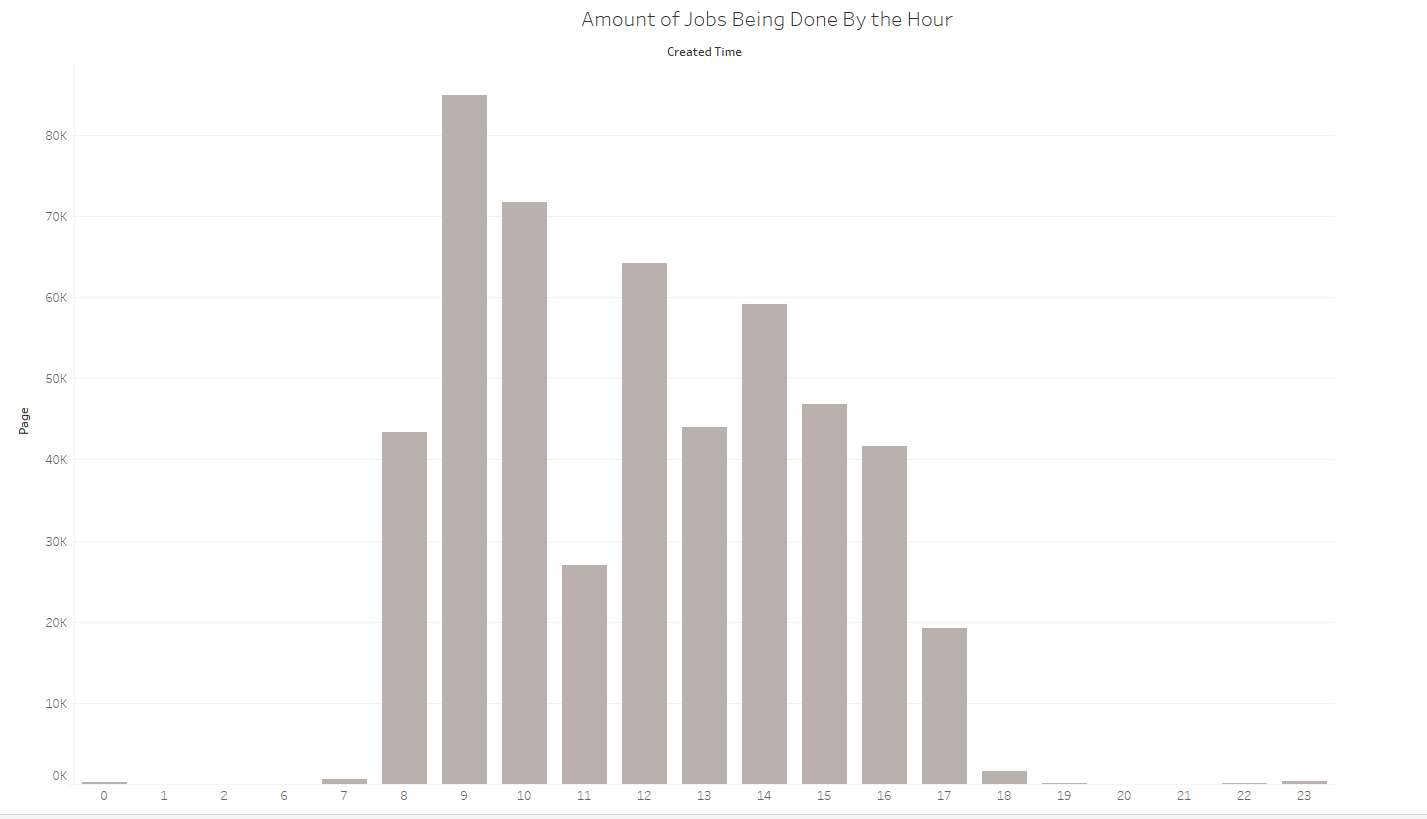 Amount of Jobs Being Done By the Hour
Created Time
80K
70K
60K
50K
40K
30K
20K
10K
0K
Page
0 1 2 6 7 8 9 10 11 12 13 14 15 16 17 18 19 20 21 22 23